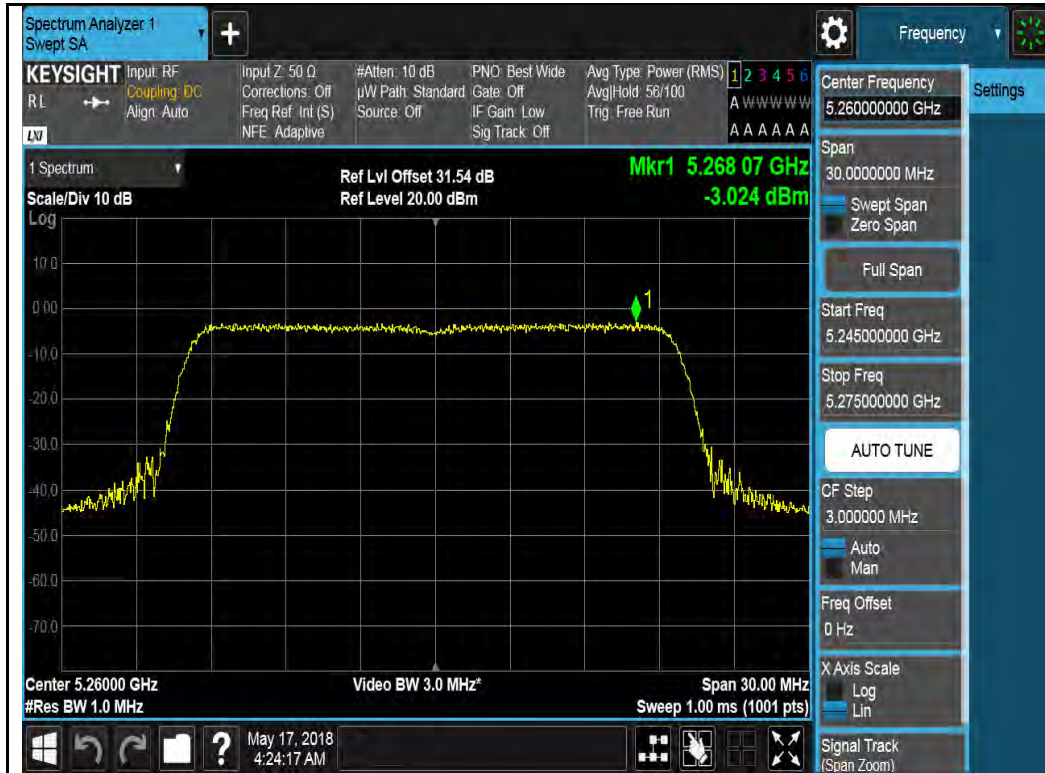 Spectrum Analyzer 1
Swept SA
+
Frequency
KEYSIGHT
RL
LXI
Input: RF
Coupling: DC
Align: Auto
Input Z: 50 Ω
Corrections: Off
Freq Ref: Int (S)
NFE: Adaptive
#Atten: 10 dB
µW Path: Standard
Source: Off
PNO: Best Wide
Gate: Off
IF Gain: Low
Sig Track: Off
Avg Type: Power (RMS)
Avg|Hold: 56/100
Trig: Free Run
1 2 3 4 5 6
A W W W W W
A A A A A A
1 Spectrum
Scale/Div 10 dB
Ref Lvl Offset 31.54 dB
Ref Level 20.00 dBm
Mkr1 5.268 07 GHz
-3.024 dBm
Log
10.0
0.00
-10.0
-20.0
-30.0
-40.0
-50.0
-60.0
-70.0
1
Center 5.26000 GHz
#Res BW 1.0 MHz
Video BW 3.0 MHz*
Span 30.00 MHz
Sweep 1.00 ms (1001 pts)
?
May 17, 2018
4:24:17 AM
Center Frequency
5.260000000 GHz
Span
30.0000000 MHz
Swept Span
Zero Span
Full Span
Start Freq
5.245000000 GHz
Stop Freq
5.275000000 GHz
AUTO TUNE
CF Step
3.000000 MHz
Auto
Man
Freq Offset
0 Hz
X Axis Scale
Log
Lin
Signal Track
(Span Zoom)
Settings